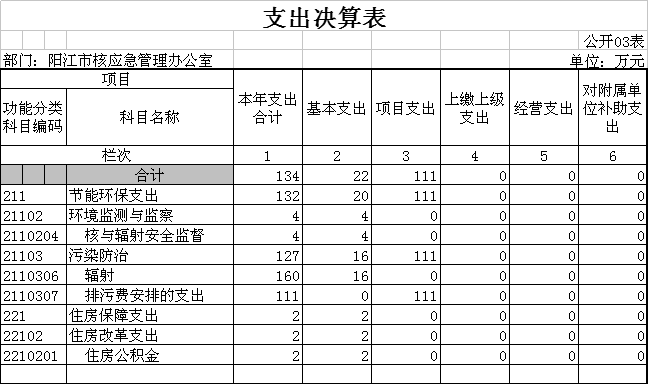 支出决算表
公开03表
部门：阳江市核应急管理办公室 单位：万元
项目 本年支出合计 基本支出 项目支出 上缴上级支出 经营支出 对附属单位补助支出
功能分类科目编码 科目名称
栏次 1 2 3 4 5 6
合计 134 22 111 0 0 0
211 节能环保支出 132 20 111 0 0 0
21102 环境监测与监察 4 4 0 0 0 0
2110204 核与辐射安全监督 4 4 0 0 0 0
21103 污染防治 127 16 111 0 0 0
2110306 辐射 160 16 0 0 0 0
2110307 排污费安排的支出 111 0 111 0 0 0
221 住房保障支出 2 2 0 0 0 0
22102 住房改革支出 2 2 0 0 0 0
2210201 住房公积金 2 2 0 0 0 0